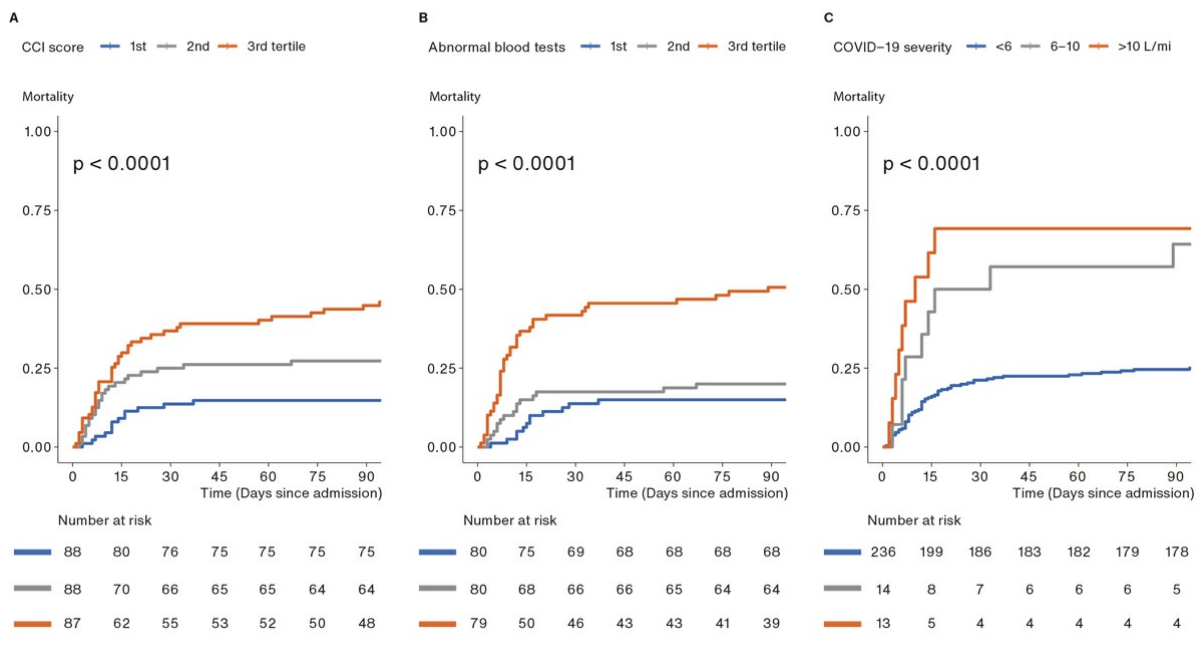 A
CCI score 1st 2nd 3rd tertile
Mortality
1.00
p < 0.0001
0.75
0.50
0.25
0.00
0 15 30 45 60 75 90
Time (Days since admission)
Number at risk
88 80 76 75 75 75 75
88 70 66 65 65 64 64
87 62 55 53 52 50 48
B
Abnormal blood tests 1st 2nd 3rd tertile
Mortality
1.00
p < 0.0001
0.75
0.50
0.25
0.00
0 15 30 45 60 75 90
Time (Days since admission)
Number at risk
80 75 69 68 68 68 68
80 68 66 66 65 64 64
79 50 46 43 43 41 39
C
COVID−19 severity <6 6−10 >10 L/mi
Mortality
1.00
p < 0.0001
0.75
0.50
0.25
0.00
0 15 30 45 60 75 90
Time (Days since admission)
Number at risk
236 199 186 183 182 179 178
14 8 7 6 6 6 5
13 5 4 4 4 4 4